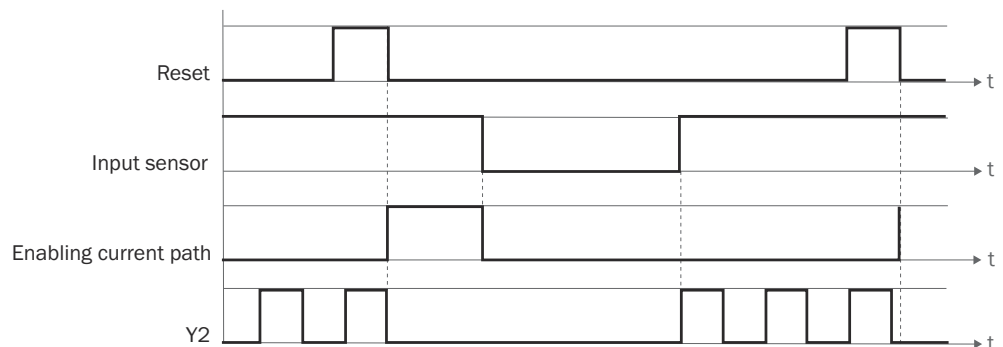 Reset
t
Input sensor
t
Enabling current path
t
Y2
t